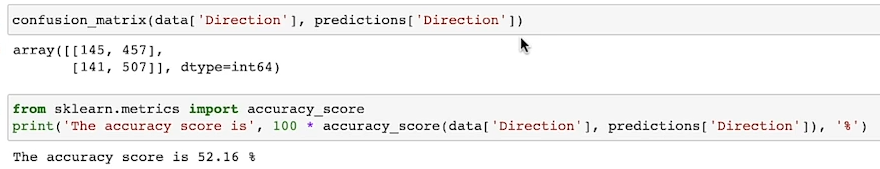 confusion_matrix(data['Direction'], predictions['Direction'])
array([[145, 457],
       [141, 507]], dtype=int64)
from sklearn.metrics import accuracy_score
print('The accuracy score is', 100 * accuracy_score(data['Direction'], predictions['Direction']), '%')
The accuracy score is 52.16 %